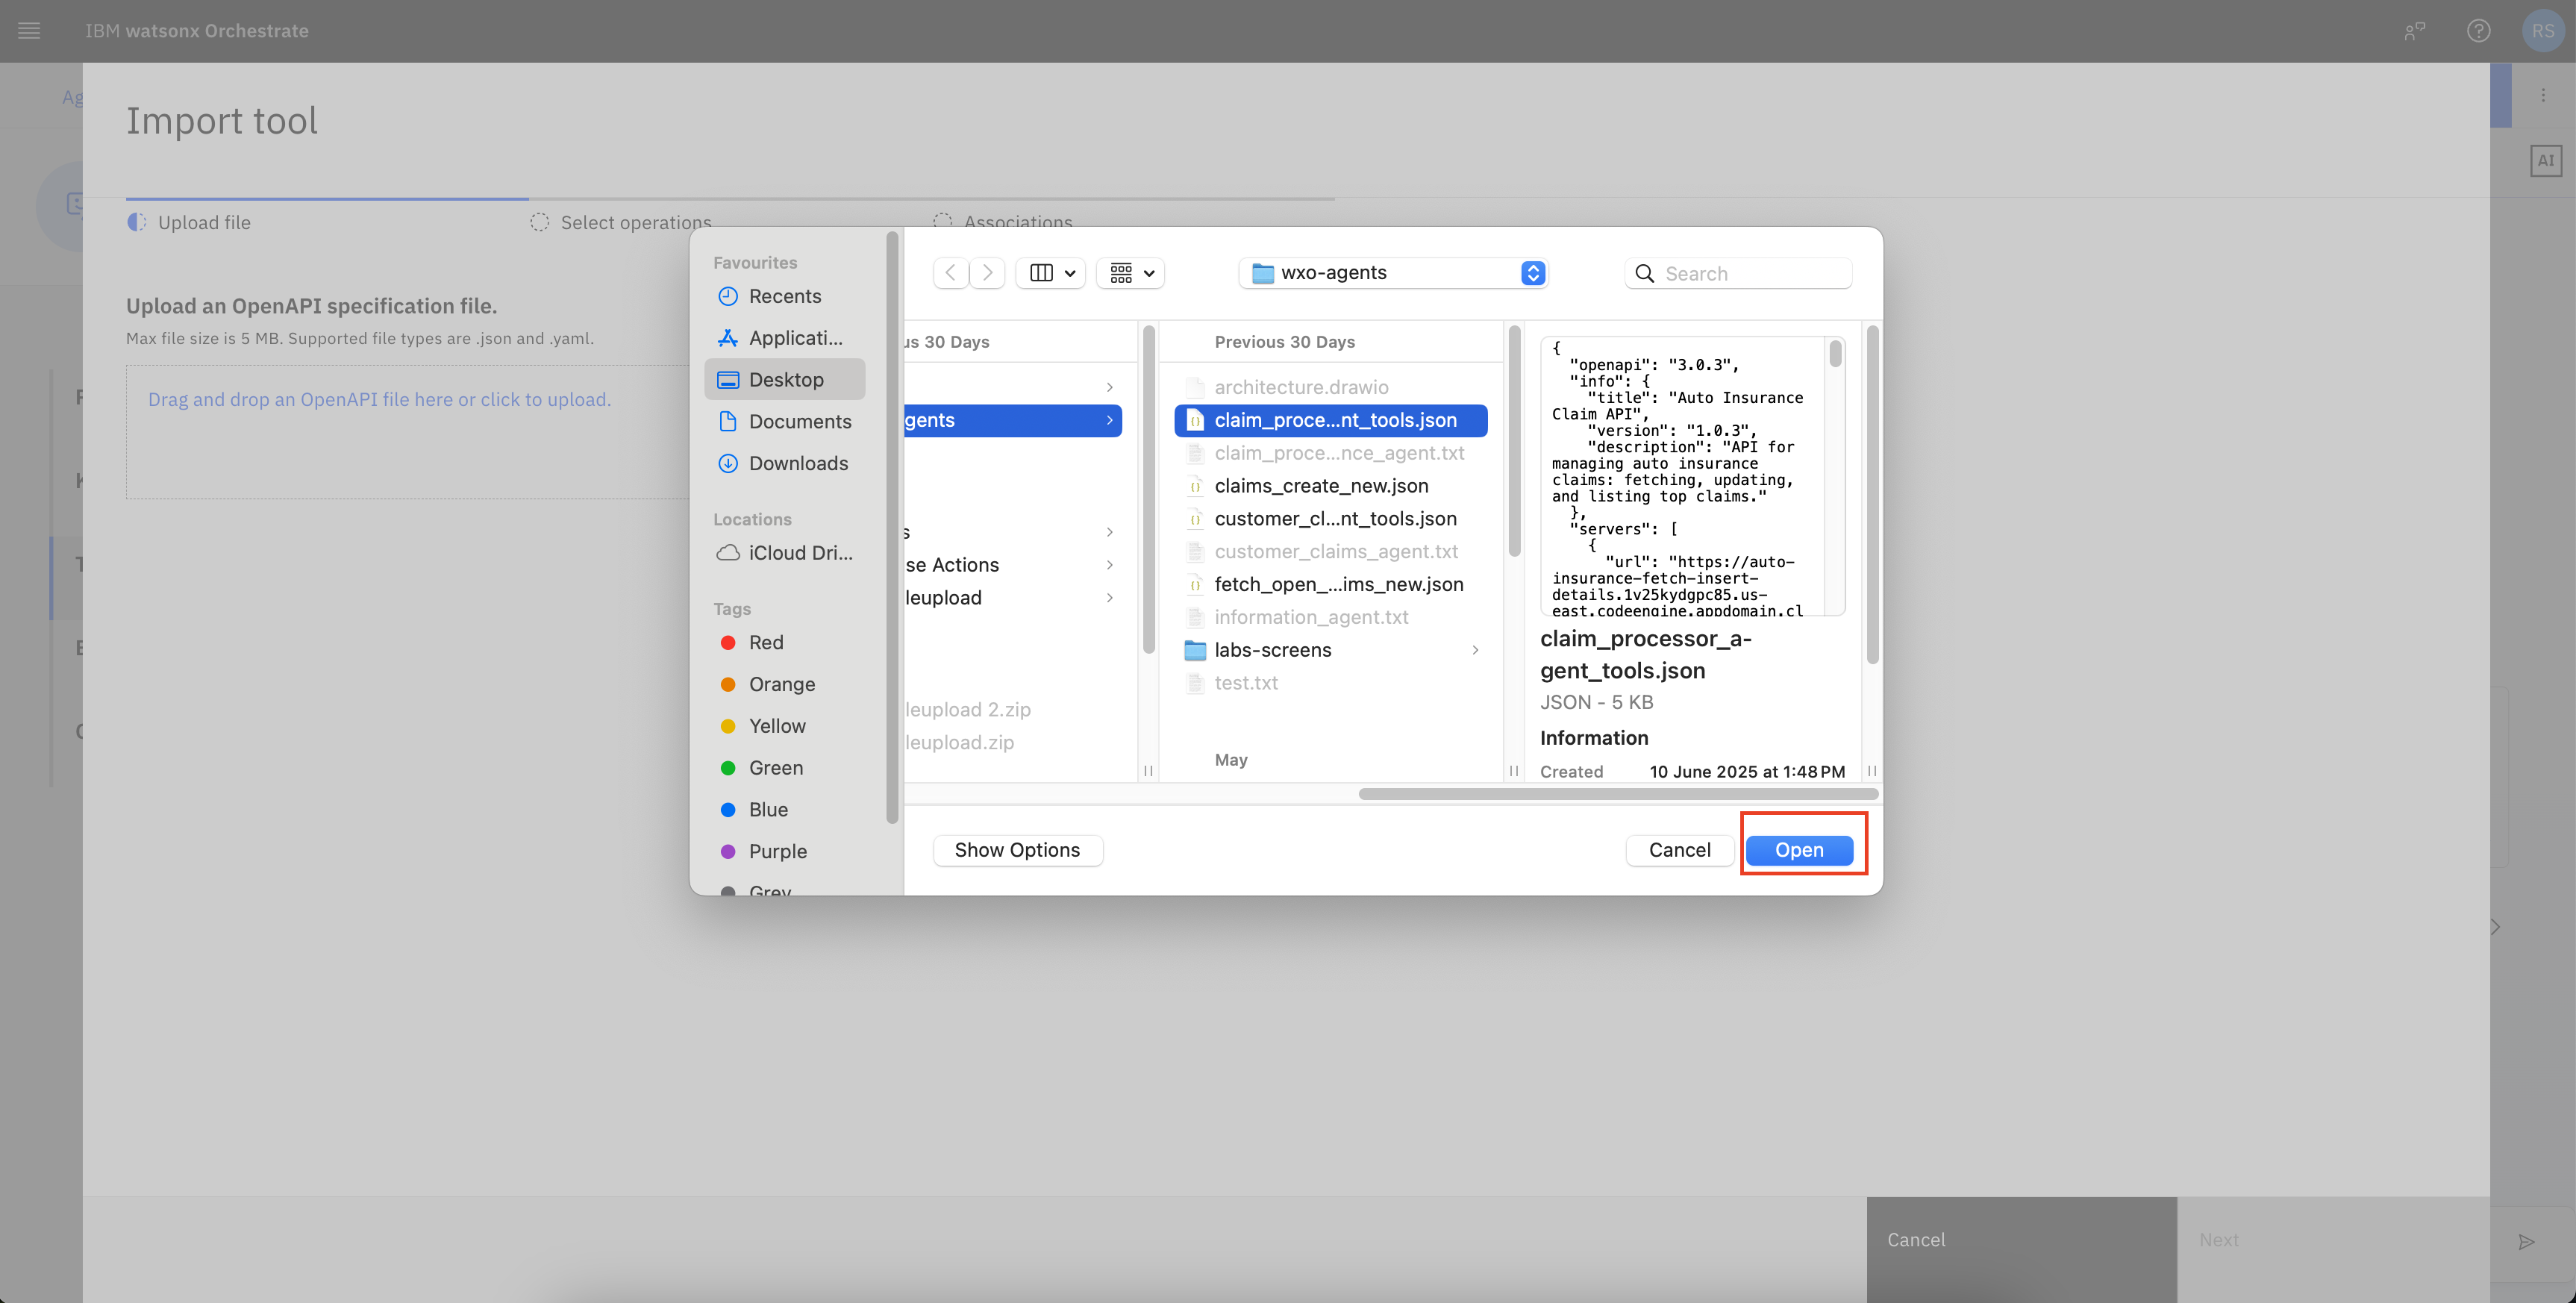 IBM watsonx Orchestrate
RS
Ag
Import tool
AI
Upload file
Select operations
Associations
Upload an OpenAPI specification file.
Max file size is 5 MB. Supported file types are .json and .yaml.
Drag and drop an OpenAPI file here or click to upload.
Favourites
Recents
Applicati...
Desktop
Documents
Downloads
Locations
iCloud Dri...
Tags
Red
Orange
Yellow
Green
Blue
Purple
Grey
wxo-agents
Search
us 30 Days
gents
s
se Actions
leupload
leupload 2.zip
leupload.zip
Previous 30 Days
architecture.drawio
claim_proce...nt_tools.json
claim_proce...nce_agent.txt
claims_create_new.json
customer_cl...nt_tools.json
customer_claims_agent.txt
fetch_open_...ims_new.json
information_agent.txt
labs-screens
test.txt
May
{
"openapi": "3.0.3",
"info": {
"title": "Auto Insurance
Claim API",
"version": "1.0.3",
"description": "API for
managing auto insurance
claims: fetching, updating,
and listing top claims."
},
"servers": [
{
"url": "https://auto-
insurance-fetch-insert-
details.1v25kydgpc85.us-
east.codeengine.appdomain.cl
claim_processor_a-
gent_tools.json
JSON - 5 KB
Information
Created 10 June 2025 at 1:48 PM
Show Options
Cancel
Open
Cancel
Next